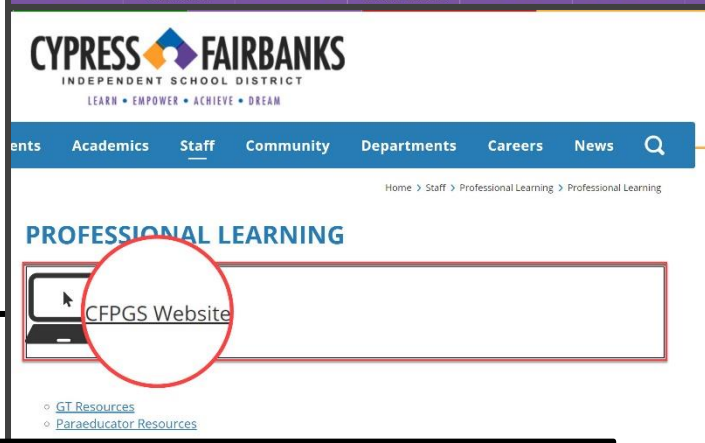 CYPRESS FAIRBANKS
INDEPENDENT SCHOOL DISTRICT
LEARN • EMPOWER • ACHIEVE • DREAM
ents Academics Staff Community Departments Careers News
Home > Staff > Professional Learning > Professional Learning
PROFESSIONAL LEARNING
CFPGS Website
GT Resources
Paraeducator Resources